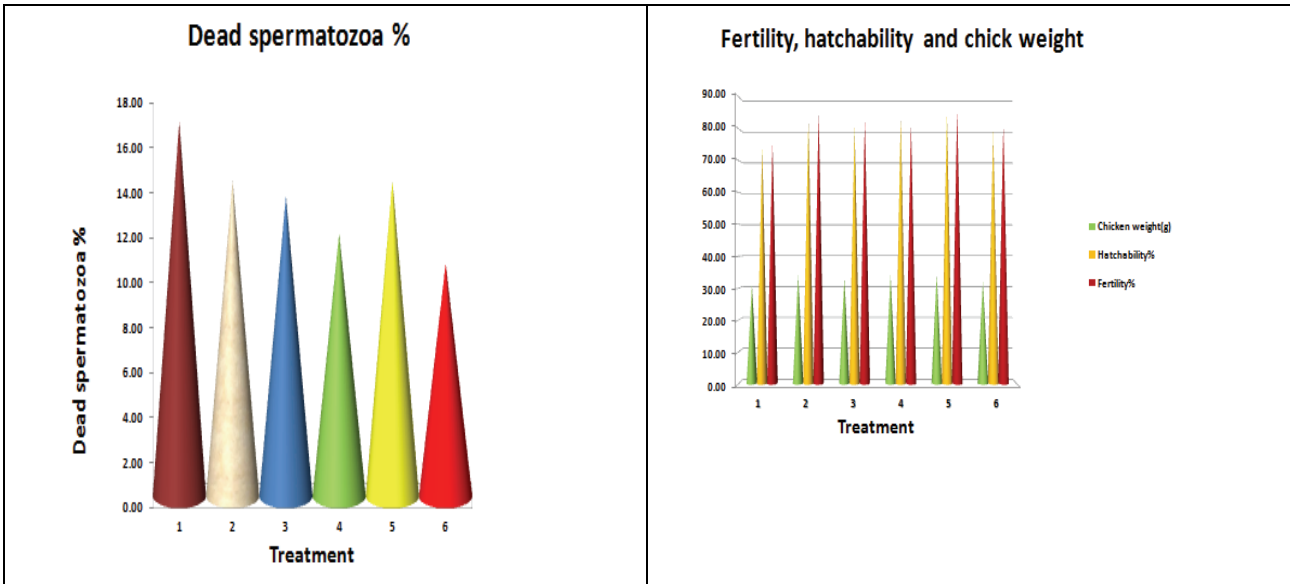 Dead spermatozoa %
18.00
16.00
14.00
12.00
10.00
8.00
6.00
4.00
2.00
0.00
Dead spermatozoa %
1 2 3 4 5 6
Treatment
Fertility, hatchability and chick weight
90.00
80.00
70.00
60.00
50.00
40.00
30.00
20.00
10.00
0.00
1 2 3 4 5 6
Treatment
Chicken weight(g)
Hatchability%
Fertility%